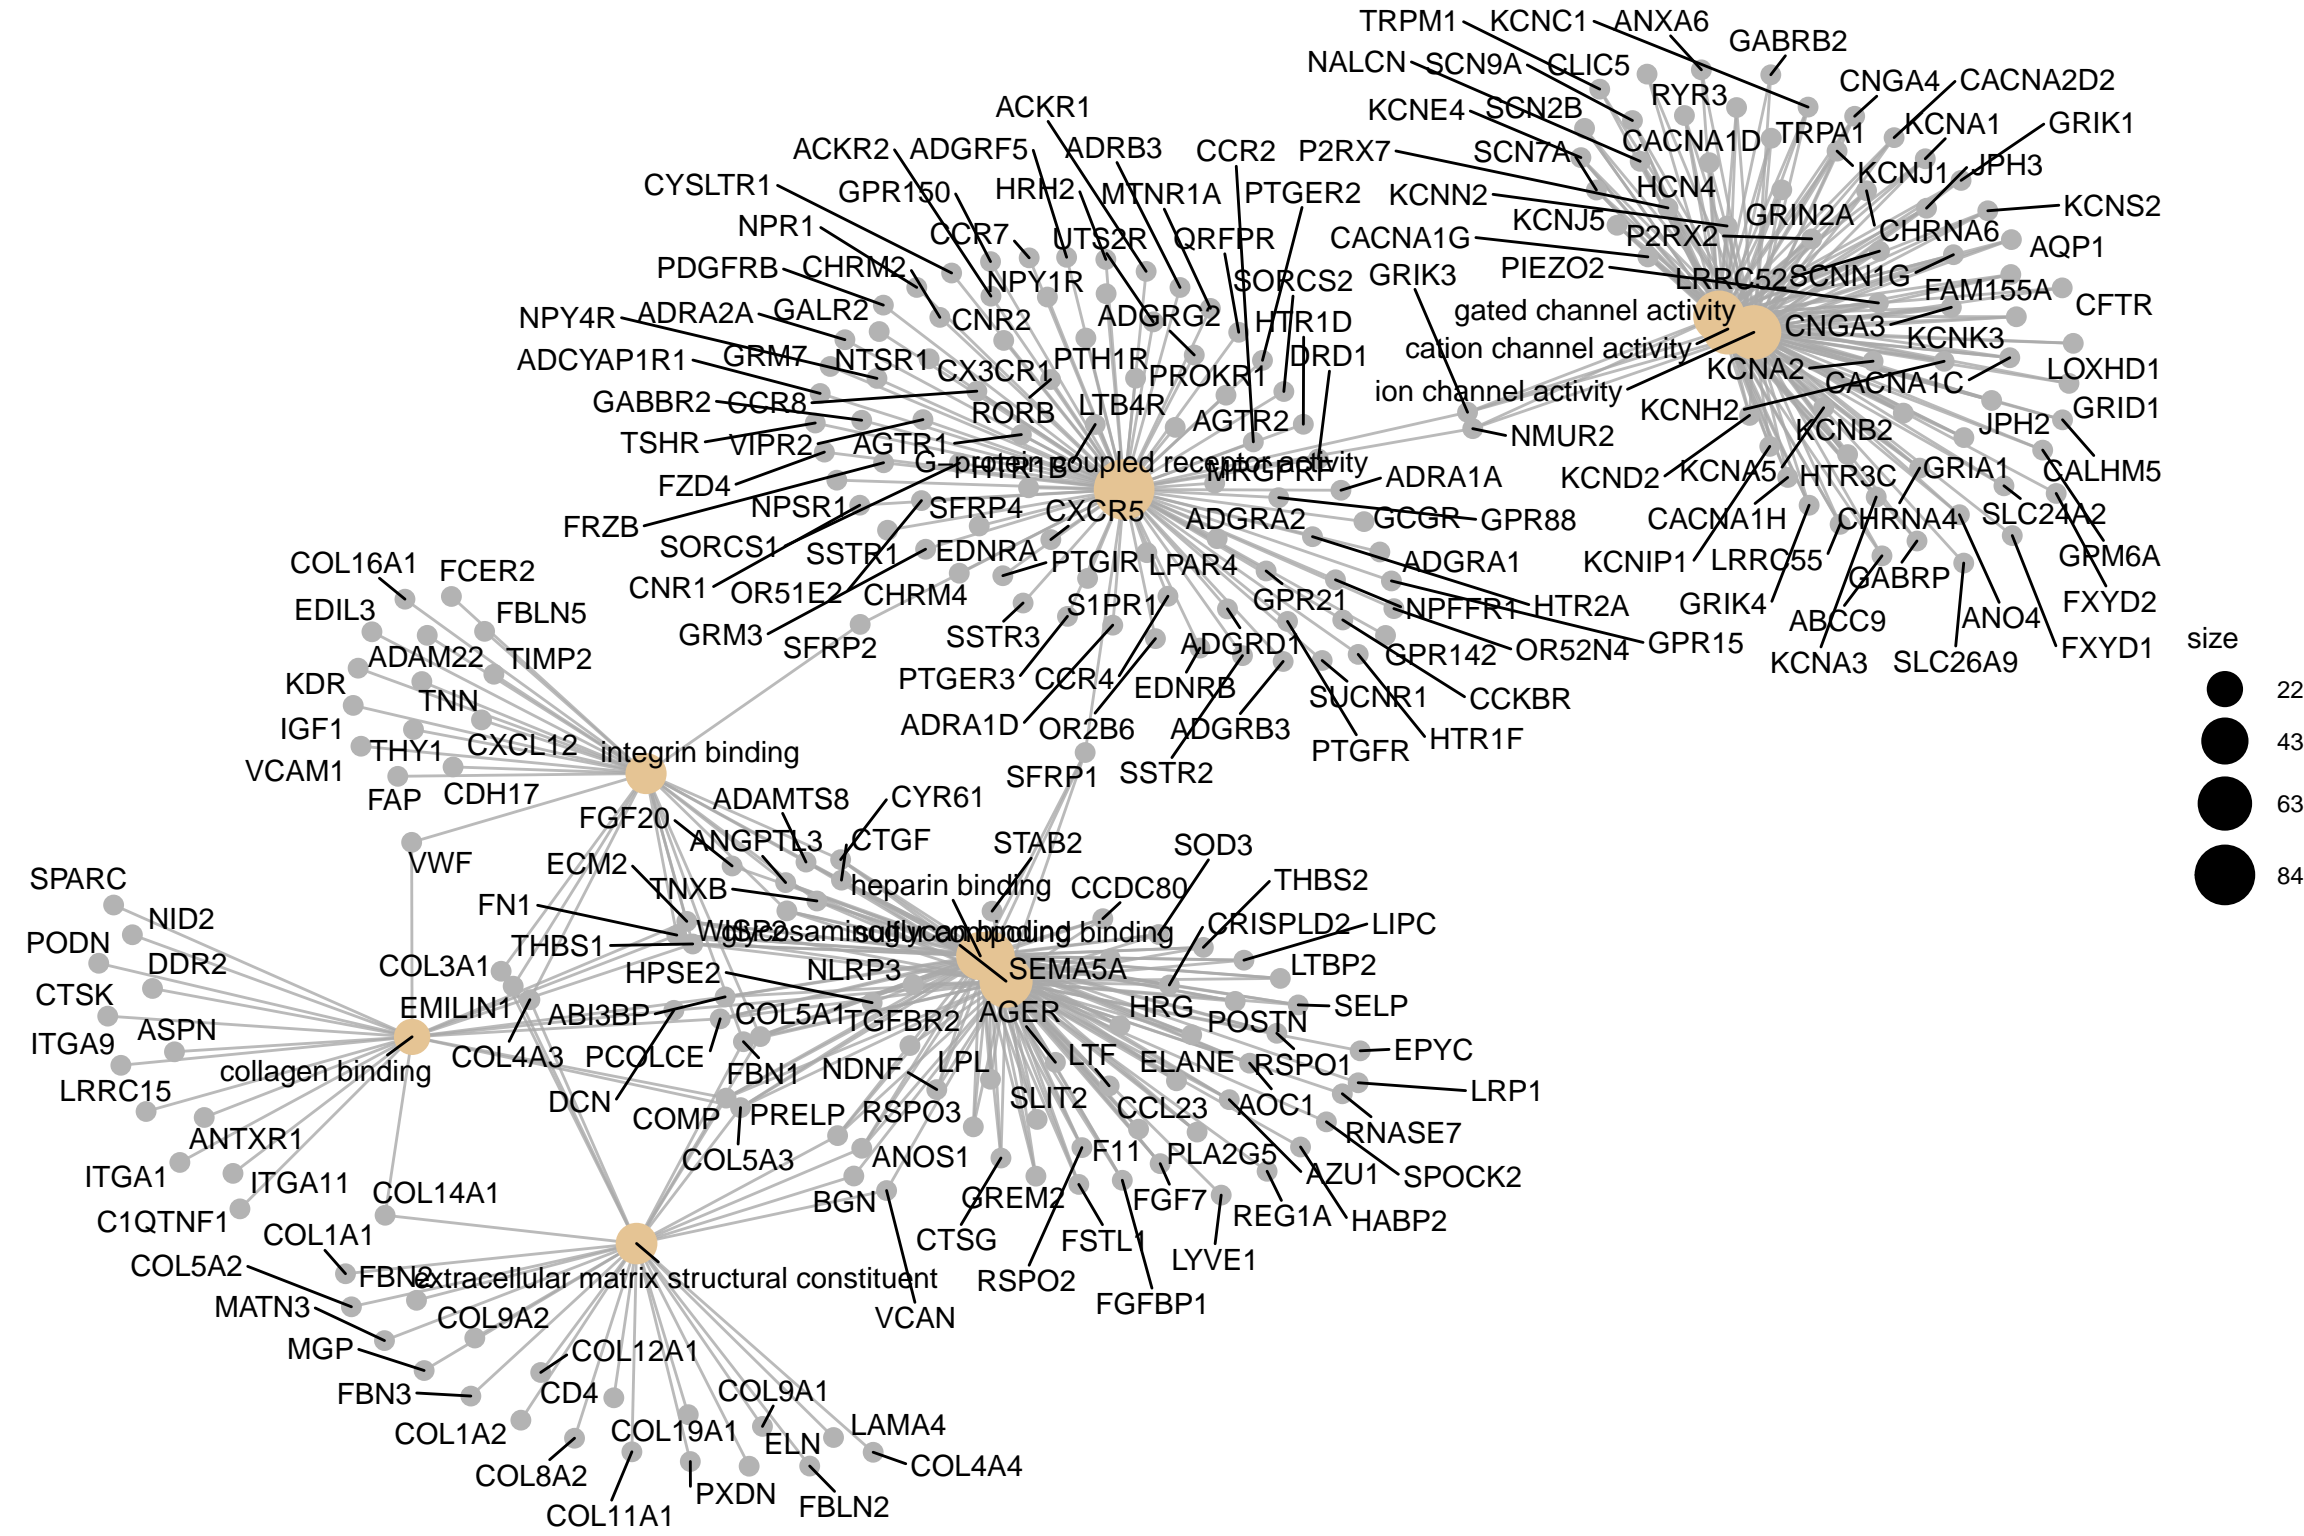 TRPM1
KCNC1
ANXA6
GABRB2
NALCN
SCN9A
CLIC5
CNGA4
CACNA2D2
RYR3
KCNE4
SCN2B
CACNA1D
TRPA1
KCNA1
GRIK1
ACKR1
ACKR2
ADGRF5
ADRB3
CCR2
P2RX7
SCN7A
KCNJ1
JPH3
CYSLTR1
GPR150
HRH2
MTNR1A
PTGER2
KCNN2
HCN4
GRIN2A
KCNS2
NPR1
CCR7
UTS2R
QRFPR
CACNA1G
KCNJ5
P2RX2
CHRNA6
AQP1
PDGFRB
CHRM2
NPY1R
SORCS2
GRIK3
PIEZO2
LRRC52
SCNN1G
FAM155A
CFTR
NPY4R
ADRA2A
GALR2
CNR2
ADGRG2
HTR1D
gated channel activity
CNGA3
KCNK3
ADCYAP1R1
GRM7
NTSR1
CX3CR1
PTH1R
PROKR1
DRD1
cation channel activity
KCNA2
CACNA1C
LOXHD1
GABBR2
CCR8
RORB
LTB4R
AGTR2
ion channel activity
KCNH2
GRID1
TSHR
VIPR2
AGTR1
NMUR2
KCNB2
JPH2
G−protein coupled receptor activity
HTR1B
MRGPRF
FZD4
ADRA1A
KCND2
KCNA5
HTR3C
GRIA1
CALHM5
FRZB
NPSR1
SFRP4
CXCR5
ADGRA2
GCGR
GPR88
CACNA1H
CHRNA4
SLC24A2
SORCS1
SSTR1
EDNRA
PTGIR
LPAR4
ADGRA1
KCNIP1
LRRC55
GABRP
GPM6A
CNR1
OR51E2
CHRM4
S1PR1
GPR21
NPFFR1
HTR2A
GRIK4
ABCC9
ANO4
FXYD2
GRM3
SFRP2
SSTR3
ADGRD1
GPR142
OR52N4
GPR15
KCNA3
SLC26A9
FXYD1
PTGER3
CCR4
EDNRB
SUCNR1
CCKBR
ADRA1D
OR2B6
ADGRB3
PTGFR
HTR1F
SFRP1
SSTR2
COL16A1
FCER2
EDIL3
FBLN5
ADAM22
TIMP2
KDR
TNN
IGF1
THY1
CXCL12
integrin binding
VCAM1
FAP
CDH17
FGF20
ADAMTS8
CYR61
ANGPTL3
CTGF
STAB2
SOD3
VWF
ECM2
TNXB
heparin binding
CCDC80
THBS2
SPARC
NID2
FN1
WISP2
glycosaminoglycan binding
sulfur compound binding
CRISPLD2
LIPC
PODN
DDR2
THBS1
COL3A1
HPSE2
NLRP3
SEMA5A
LTBP2
CTSK
EMILIN1
ABI3BP
COL5A1
TGFBR2
AGER
HRG
POSTN
SELP
ITGA9
ASPN
COL4A3
PCOLCE
FBN1
NDNF
LPL
LTF
ELANE
RSPO1
EPYC
collagen binding
LRRC15
DCN
COMP
PRELP
RSPO3
SLIT2
CCL23
AOC1
LRP1
ANTXR1
COL5A3
ANOS1
F11
PLA2G5
RNASE7
ITGA1
ITGA11
COL14A1
BGN
GREM2
FGF7
AZU1
SPOCK2
C1QTNF1
COL1A1
CTSG
FSTL1
REG1A
HABP2
COL5A2
FBN2
extracellular matrix structural constituent
RSPO2
LYVE1
MATN3
COL9A2
VCAN
FGFBP1
MGP
COL12A1
FBN3
CD4
COL9A1
COL1A2
COL19A1
ELN
LAMA4
COL8A2
COL4A4
COL11A1
PXDN
FBLN2
size
22
43
63
84